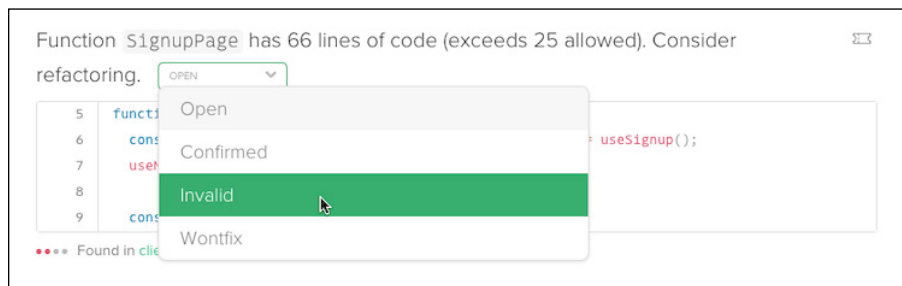 Function SignupPage has 66 lines of code (exceeds 25 allowed). Consider
refactoring. OPEN
Open
Confirmed
Invalid
Wontfix
5 functi
6 cons = useSignup();
7 useN
8
9 cons
Found in clie